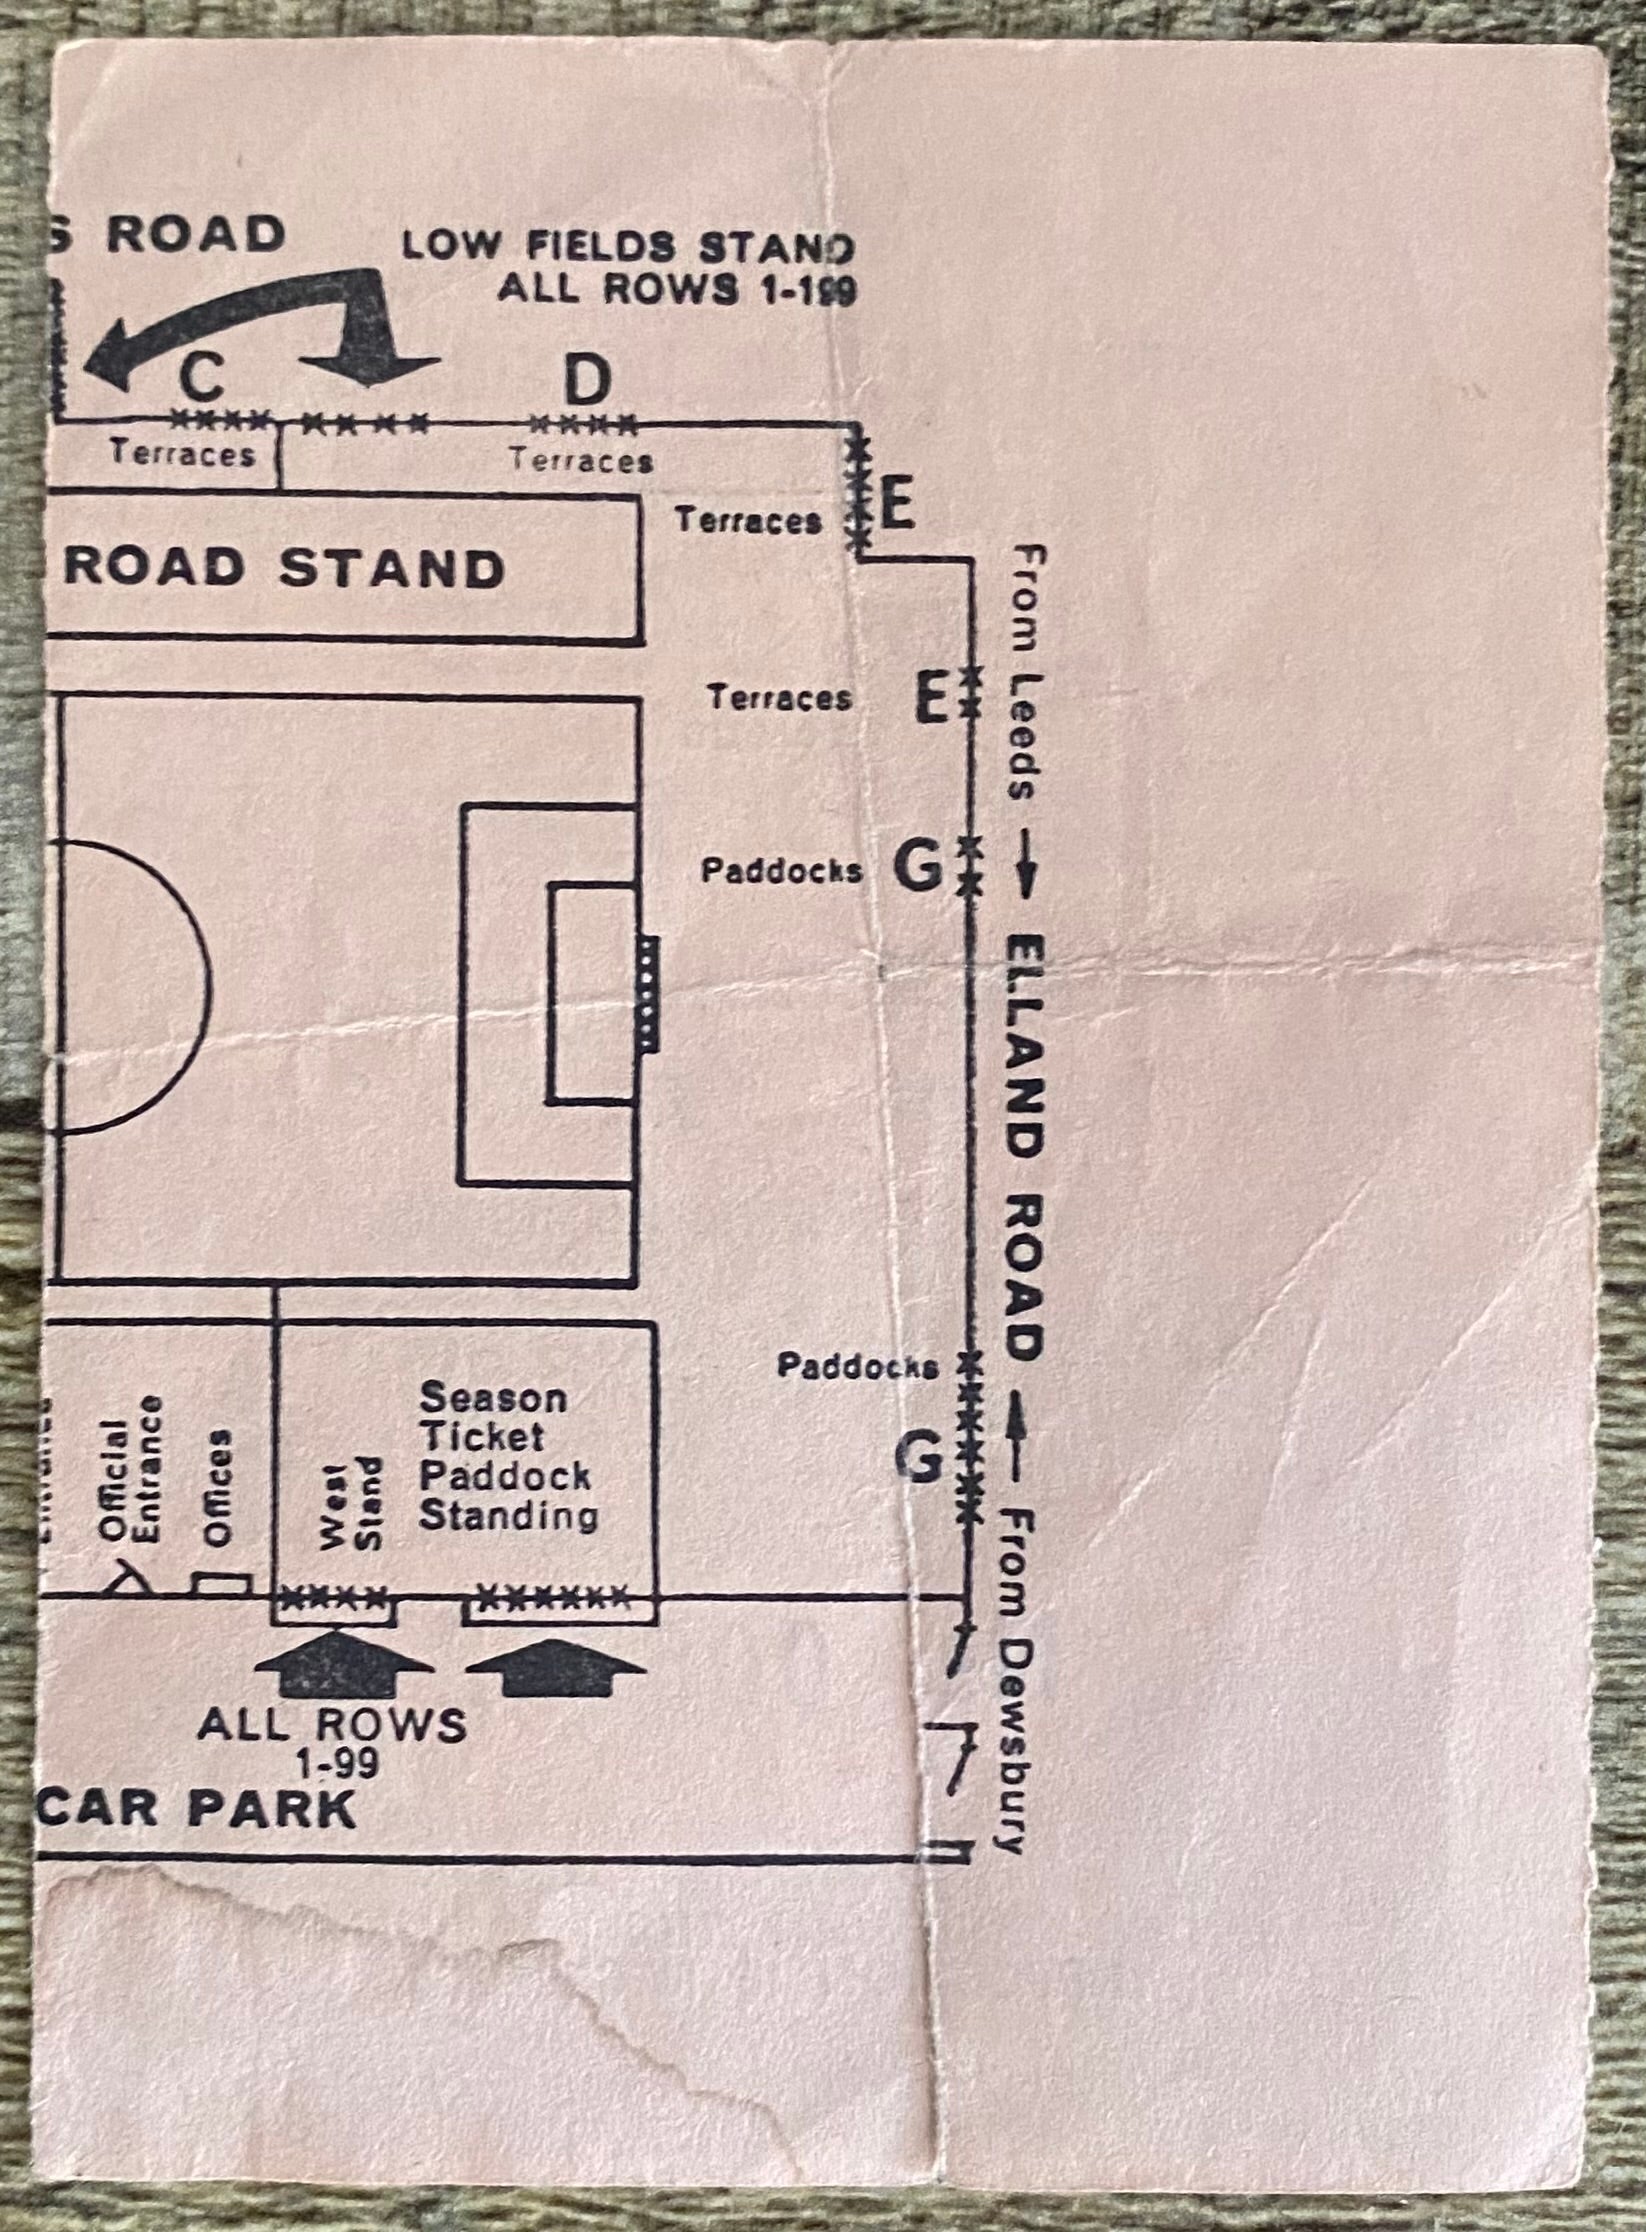 S ROAD
LOW FIELDS STAND
ALL ROWS 1-199
C
D
Terraces
Terraces
Terraces
E
ROAD STAND
From Leeds
Terraces
E
Paddocks
G
ELLAND ROAD
Paddocks
G
From Dewsbury
Official
Entrance
Offices
West
Stand
Season
Ticket
Paddock
Standing
ALL ROWS
1-99
CAR PARK